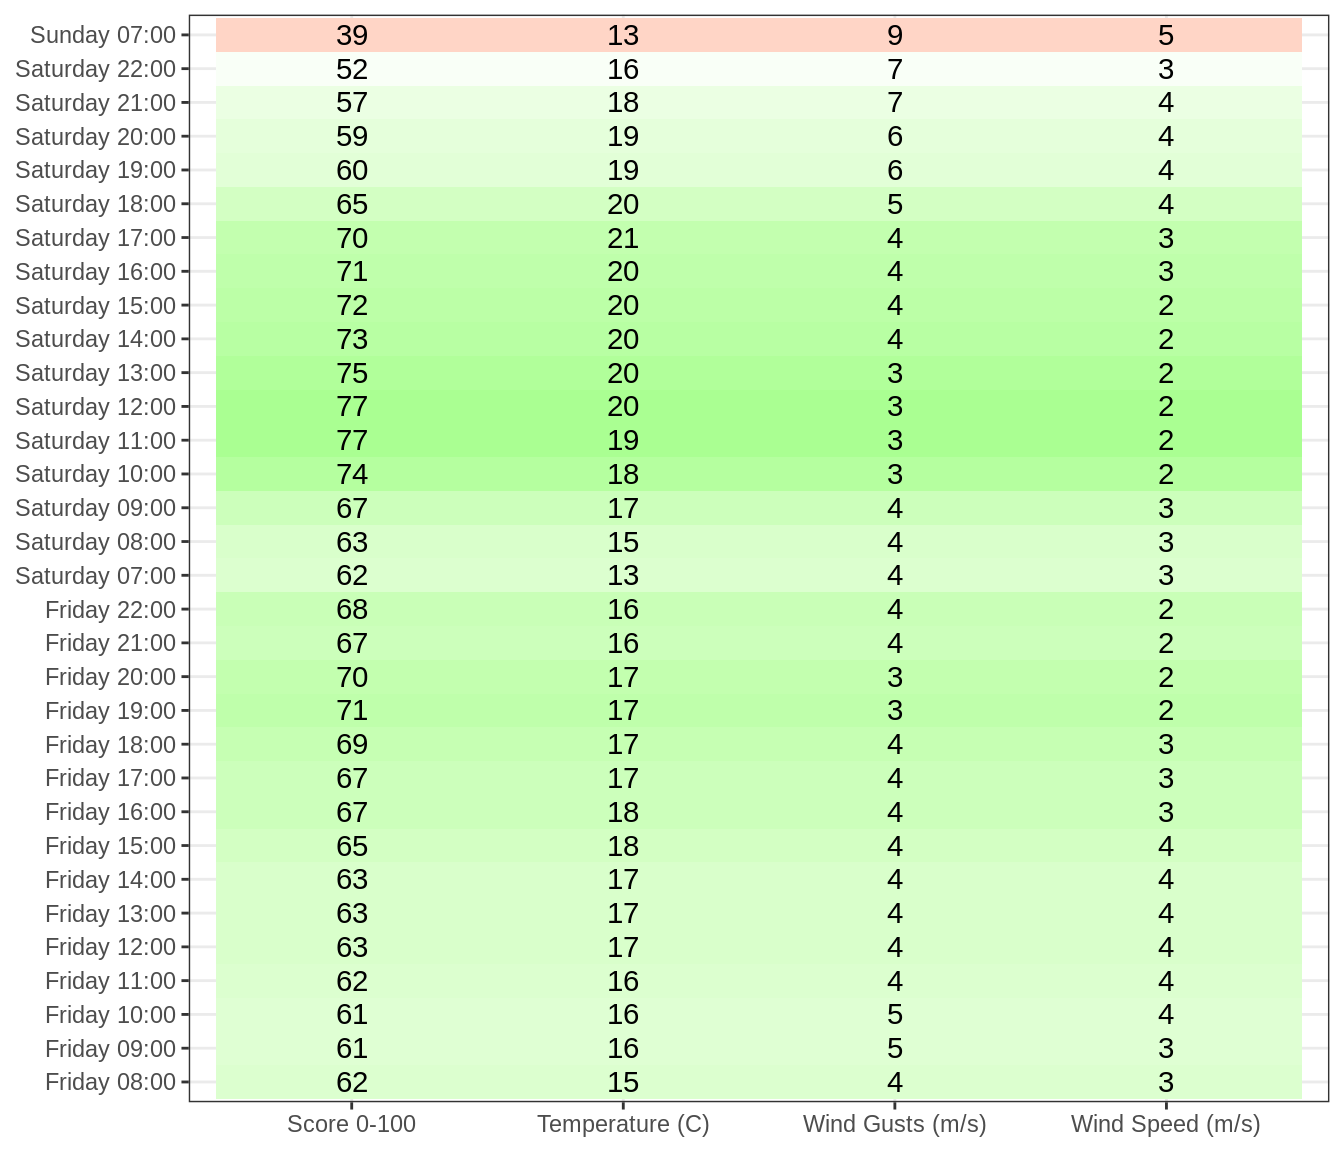 Sunday 07:00 39 13 9 5
Saturday 22:00 52 16 7 3
Saturday 21:00 57 18 7 4
Saturday 20:00 59 19 6 4
Saturday 19:00 60 19 6 4
Saturday 18:00 65 20 5 4
Saturday 17:00 70 21 4 3
Saturday 16:00 71 20 4 3
Saturday 15:00 72 20 4 2
Saturday 14:00 73 20 4 2
Saturday 13:00 75 20 3 2
Saturday 12:00 77 20 3 2
Saturday 11:00 77 19 3 2
Saturday 10:00 74 18 3 2
Saturday 09:00 67 17 4 3
Saturday 08:00 63 15 4 3
Saturday 07:00 62 13 4 3
Friday 22:00 68 16 4 2
Friday 21:00 67 16 4 2
Friday 20:00 70 17 3 2
Friday 19:00 71 17 3 2
Friday 18:00 69 17 4 3
Friday 17:00 67 17 4 3
Friday 16:00 67 18 4 3
Friday 15:00 65 18 4 4
Friday 14:00 63 17 4 4
Friday 13:00 63 17 4 4
Friday 12:00 63 17 4 4
Friday 11:00 62 16 4 4
Friday 10:00 61 16 5 4
Friday 09:00 61 16 5 3
Friday 08:00 62 15 4 3
Score 0-100 Temperature (C) Wind Gusts (m/s) Wind Speed (m/s)